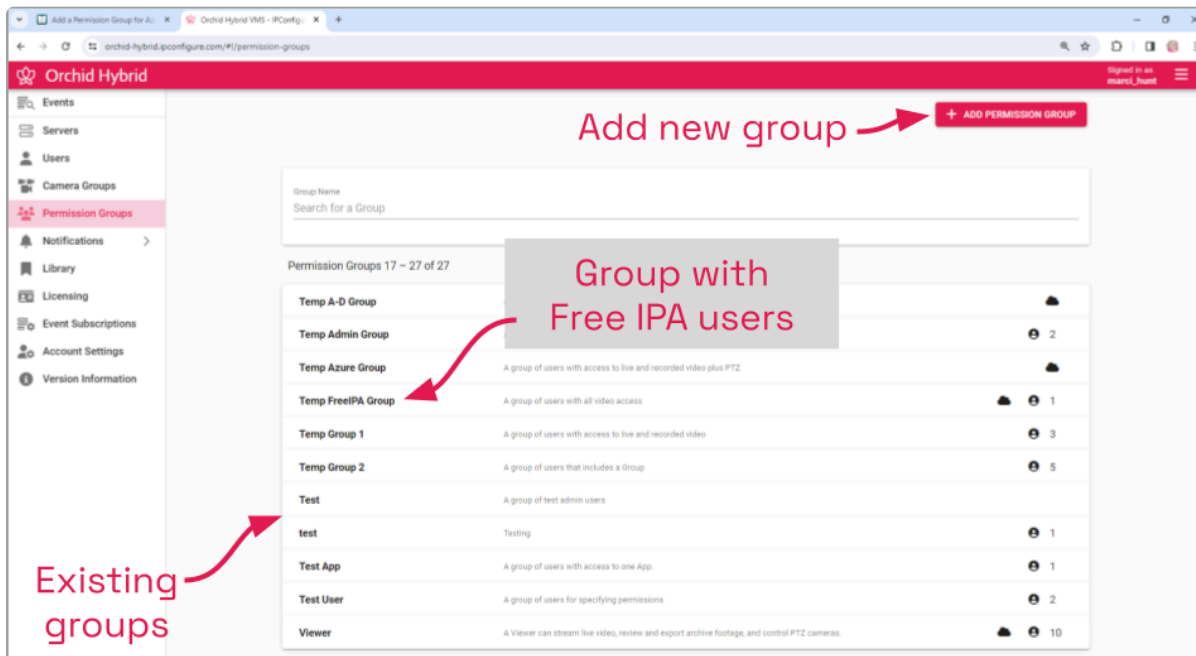 Add a Permission Group for Az
Orchid Hybrid VMS - IPConfigu
orchid-hybrid.ipconfigure.com/#!/permission-groups
Orchid Hybrid
Signed in as
marci_hunt
Events
Servers
Users
Camera Groups
Permission Groups
Notifications
Library
Licensing
Event Subscriptions
Account Settings
Version Information
Add new group
+ ADD PERMISSION GROUP
Group Name
Search for a Group
Permission Groups 17 – 27 of 27
Group with
Free IPA users
Temp A-D Group
Temp Admin Group 2
Temp Azure Group A group of users with access to live and recorded video plus PTZ
Temp FreeIPA Group A group of users with all video access 1
Temp Group 1 A group of users with access to live and recorded video 3
Temp Group 2 A group of users that includes a Group 5
Test A group of test admin users
test Testing 1
Test App A group of users with access to one App. 1
Test User A group of users for specifying permissions 2
Viewer A Viewer can stream live video, review and export archive footage, and control PTZ cameras. 10
Existing
groups